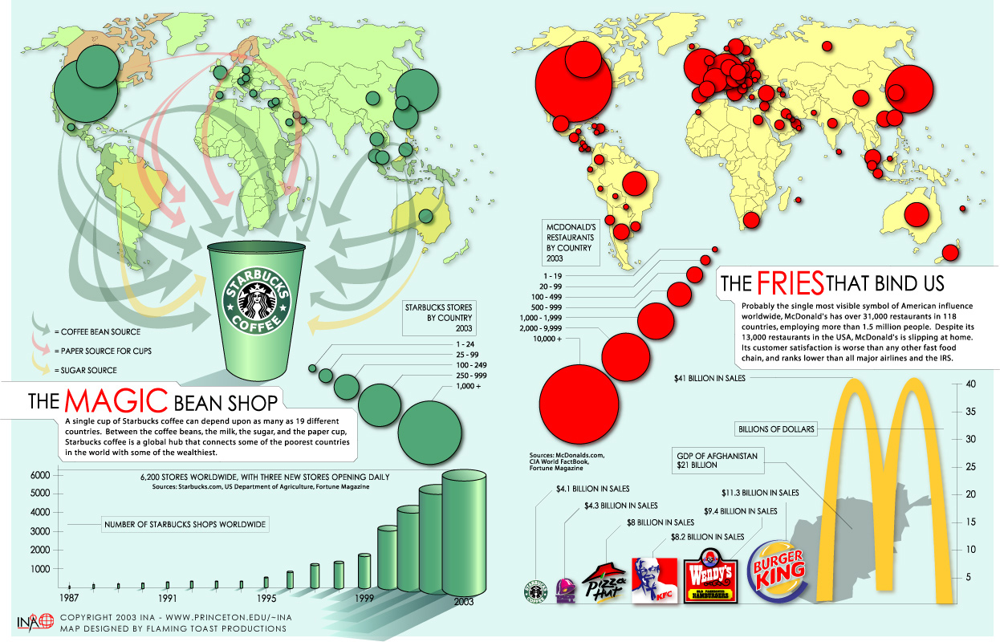 STARBUCKS
COFFEE
= COFFEE BEAN SOURCE
= PAPER SOURCE FOR CUPS
= SUGAR SOURCE
STARBUCKS STORES
BY COUNTRY
2003
1 - 24
25 - 99
100 - 249
250 - 999
1,000 +
THE MAGIC BEAN SHOP
A single cup of Starbucks coffee can depend upon as many as 19 different
countries. Between the coffee beans, the milk, the sugar, and the paper cup,
Starbucks coffee is a global hub that connects some of the poorest countries
in the world with some of the wealthiest.
6,200 STORES WORLDWIDE, WITH THREE NEW STORES OPENING DAILY
Sources: Starbucks.com, US Department of Agriculture, Fortune Magazine
NUMBER OF STARBUCKS SHOPS WORLDWIDE
6000
5000
4000
3000
2000
1000
1987
1991
1995
1999
2003
INA
COPYRIGHT 2003 INA - WWW.PRINCETON.EDU/~INA
MAP DESIGNED BY FLAMING TOAST PRODUCTIONS
MCDONALD'S
RESTAURANTS
BY COUNTRY
2003
1 - 19
20 - 99
100 - 499
500 - 999
1,000 - 1,999
2,000 - 9,999
10,000 +
Sources: McDonalds.com,
CIA World FactBook,
Fortune Magazine
THE FRIES THAT BIND US
Probably the single most visible symbol of American influence
worldwide, McDonald's has over 31,000 restaurants in 118
countries, employing more than 1.5 million people. Despite its
13,000 restaurants in the USA, McDonald's is slipping at home.
Its customer satisfaction is worse than any other fast food
chain, and ranks lower than all major airlines and the IRS.
$41 BILLION IN SALES
BILLIONS OF DOLLARS
GDP OF AFGHANISTAN
$21 BILLION
$4.1 BILLION IN SALES
$4.3 BILLION IN SALES
$8 BILLION IN SALES
$8.2 BILLION IN SALES
$9.4 BILLION IN SALES
$11.3 BILLION IN SALES
40
35
30
25
20
15
10
5
Pizza
Hut
KFC
WENDY'S
OLD FASHIONED
HAMBURGERS
BURGER
KING